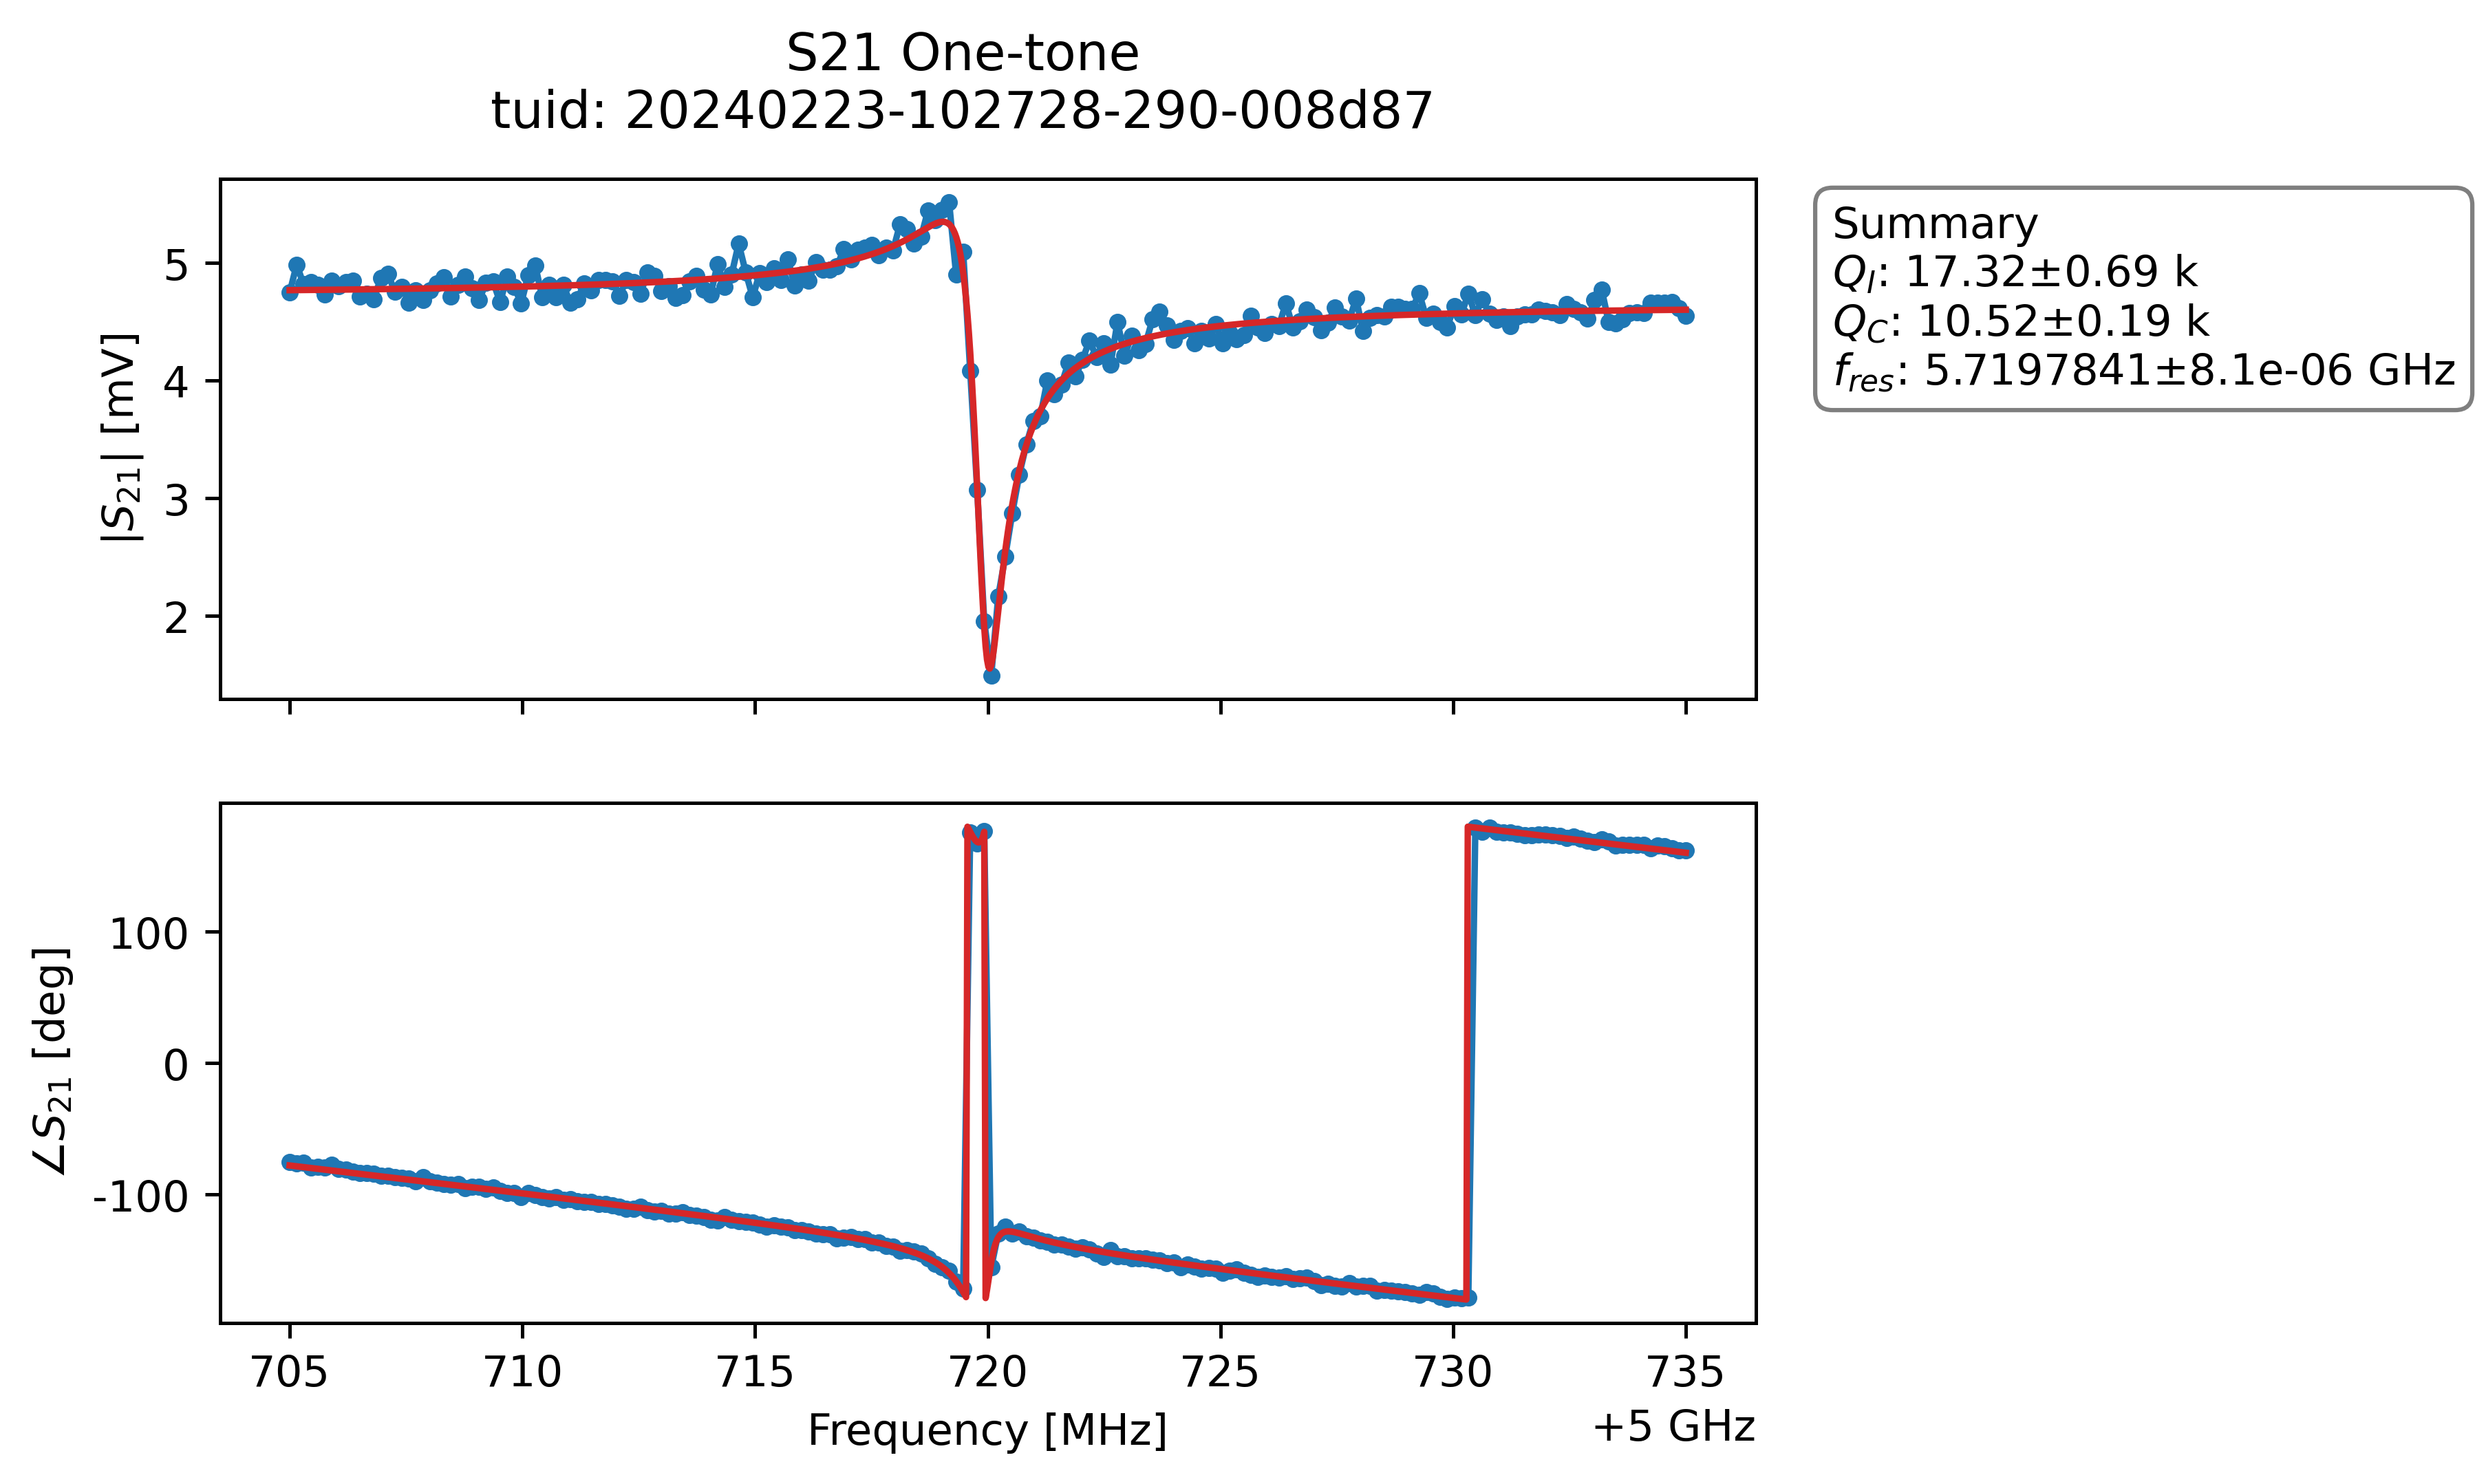 S21 One-tone
tuid: 20240223-102728-290-008d87
|S21| [mV]
5
4
3
2
Summary
QI: 17.32±0.69 k
QC: 10.52±0.19 k
fres: 5.7197841±8.1e-06 GHz
∠S21 [deg]
100
0
-100
705 710 715 720 725 730 735
Frequency [MHz]
+5 GHz